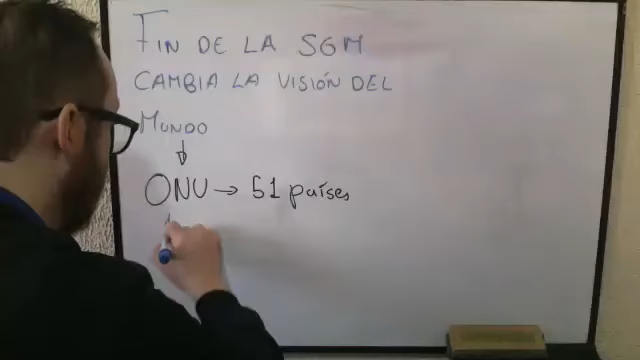 FIN DE LA SGM
CAMBIA LA VISIÓN DEL
MUNDO
ONU → 51 países